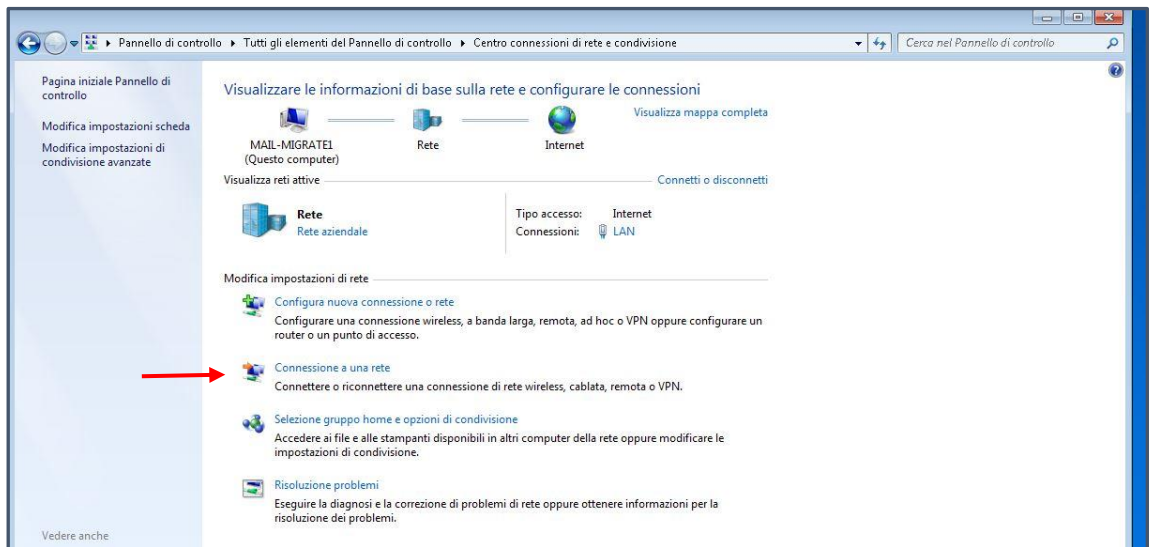 Pannello di controllo Tutti gli elementi del Pannello di controllo Centro connessioni di rete e condivisione Cerca nel Pannello di controllo
Pagina iniziale Pannello di
controllo
Modifica impostazioni scheda
Modifica impostazioni di
condivisione avanzate
Visualizzare le informazioni di base sulla rete e configurare le connessioni
Visualizza mappa completa
MAIL-MIGRATE1 Rete Internet
(Questo computer)
Visualizza reti attive Connetti o disconnetti
Rete
Rete aziendale
Tipo accesso: Internet
Connessioni: LAN
Modifica impostazioni di rete
Configura nuova connessione o rete
Configurare una connessione wireless, a banda larga, remota, ad hoc o VPN oppure configurare un
router o un punto di accesso.
Connessione a una rete
Connettere o riconnettere una connessione di rete wireless, cablata, remota o VPN.
Selezione gruppo home e opzioni di condivisione
Accedere ai file e alle stampanti disponibili in altri computer della rete oppure modificare le
impostazioni di condivisione.
Risoluzione problemi
Eseguire la diagnosi e la correzione di problemi di rete oppure ottenere informazioni per la
risoluzione dei problemi.
Vedere anche